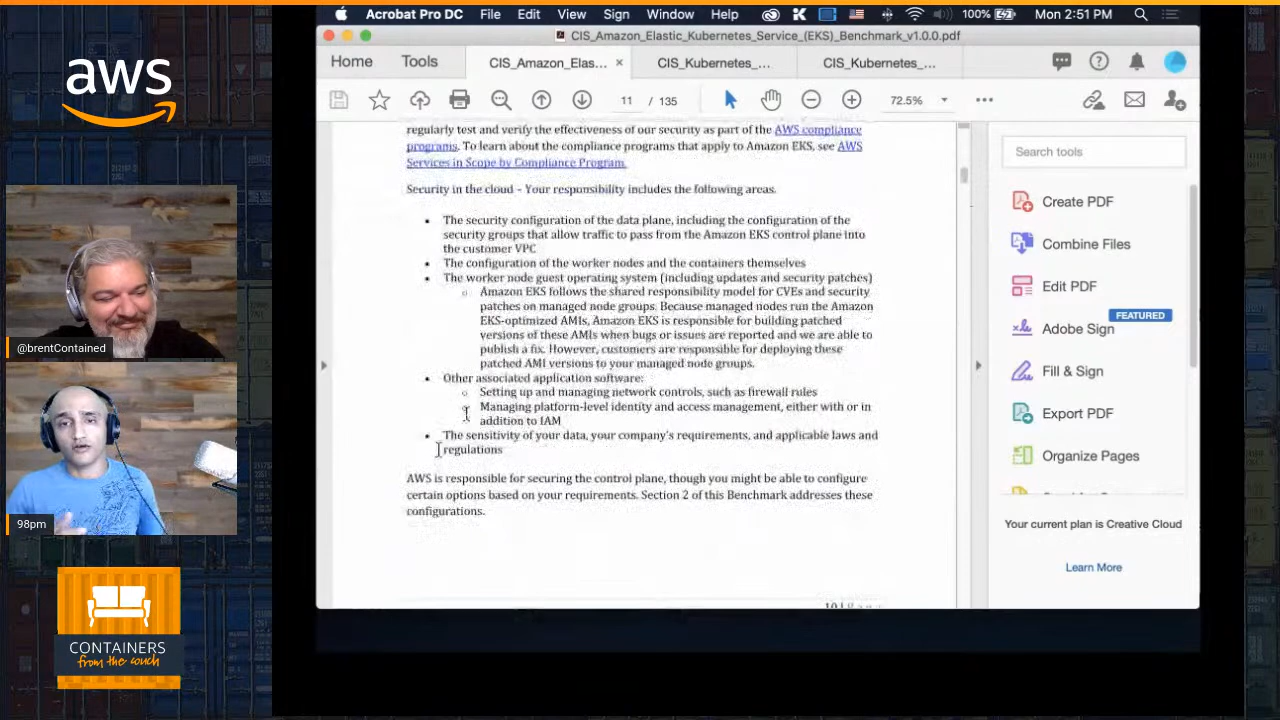 aws
@brentContained
98pm
CONTAINERS
from the couch
Acrobat Pro DC File Edit View Sign Window Help 100% Mon 2:51 PM
CIS_Amazon_Elastic_Kubernetes_Service_(EKS)_Benchmark_v1.0.0.pdf
Home Tools CIS_Amazon_Elas... × CIS_Kubernetes_... CIS_Kubernetes_...
11 / 135 72.5%
regularly test and verify the effectiveness of our security as part of the AWS compliance
programs. To learn about the compliance programs that apply to Amazon EKS, see AWS
Services in Scope by Compliance Program.
Security in the cloud – Your responsibility includes the following areas.
• The security configuration of the data plane, including the configuration of the
security groups that allow traffic to pass from the Amazon EKS control plane into
the customer VPC
• The configuration of the worker nodes and the containers themselves
• The worker node guest operating system (including updates and security patches)
o Amazon EKS follows the shared responsibility model for CVEs and security
patches on managed node groups. Because managed nodes run the Amazon
EKS-optimized AMIs, Amazon EKS is responsible for building patched
versions of these AMIs when bugs or issues are reported and we are able to
publish a fix. However, customers are responsible for deploying these
patched AMI versions to your managed node groups.
• Other associated application software:
o Setting up and managing network controls, such as firewall rules
o Managing platform-level identity and access management, either with or in
addition to IAM
• The sensitivity of your data, your company's requirements, and applicable laws and
regulations
AWS is responsible for securing the control plane, though you might be able to configure
certain options based on your requirements. Section 2 of this Benchmark addresses these
configurations.
Search tools
Create PDF
Combine Files
Edit PDF
FEATURED
Adobe Sign
Fill & Sign
Export PDF
Organize Pages
Your current plan is Creative Cloud
Learn More